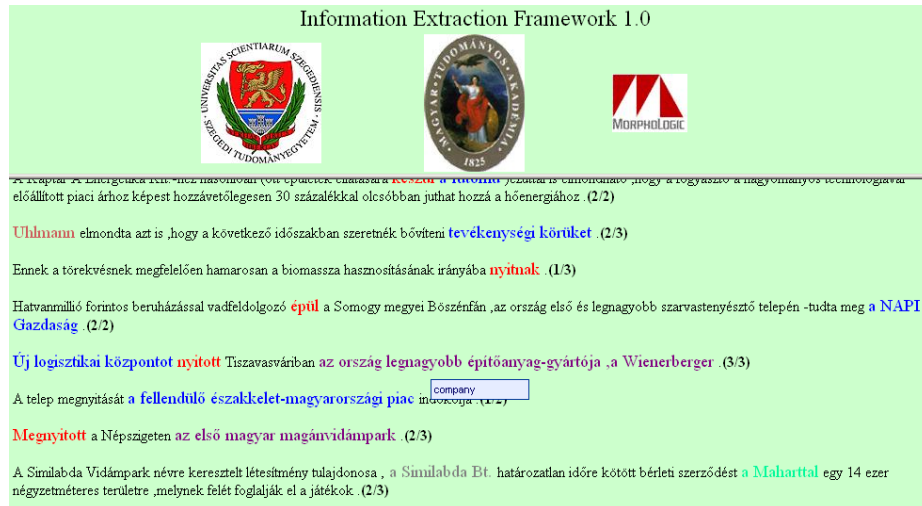 Information Extraction Framework 1.0
UNIVERSITAS SCIENTIARUM SZEGEDIENSIS
SZEGEDI TUDOMÁNYEGYETEM
MAGYAR TUDOMÁNYOS AKADÉMIA
1825
MORPHOLOGIC
előállított piaci árhoz képest hozzávetőlegesen 30 százalékkal olcsóbban juthat hozzá a hőenergiához .(2/2)
Uhlmann elmondta azt is ,hogy a következő időszakban szeretnék bővíteni tevékenységi körüket .(2/3)
Ennek a törekvésnek megfelelően hamarosan a biomassza hasznosításának irányába nyitnak .(1/3)
Hatvanmillió forintos beruházással vadfeldolgozó épül a Somogy megyei Böszénfán ,az ország első és legnagyobb szarvastenyésztő telepén -tudta meg a NAPI
Gazdaság .(2/2)
Új logisztikai központot nyitott Tiszavasváriban az ország legnagyobb építőanyag-gyártója ,a Wienerberger .(3/3)
company
A telep megnyitását a fellendülő északkelet-magyarországi piac indokolja .(1/2)
Megnyitott a Népszigeten az első magyar magánvidámpark .(2/3)
A Similabda Vidámpark névre keresztelt létesítmény tulajdonosa , a Similabda Bt. határozatlan időre kötött bérleti szerződést a Maharttal egy 14 ezer
négyzetméteres területre ,melynek felét foglalják el a játékok .(2/3)